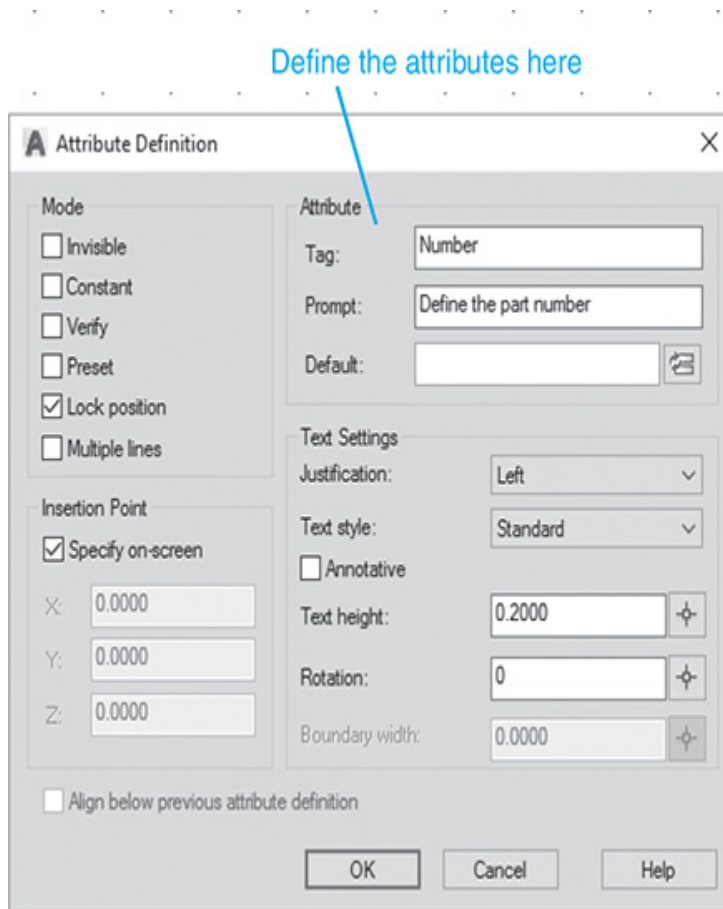 Define the attributes here
Attribute Definition
Mode
Invisible
Constant
Verify
Preset
Lock position
Multiple lines
Insertion Point
Specify on-screen
X: 0.0000
Y: 0.0000
Z: 0.0000
Attribute
Tag: Number
Prompt: Define the part number
Default:
Text Settings
Justification: Left
Text style: Standard
Annotative
Text height: 0.2000
Rotation: 0
Boundary width: 0.0000
Align below previous attribute definition
OK Cancel Help